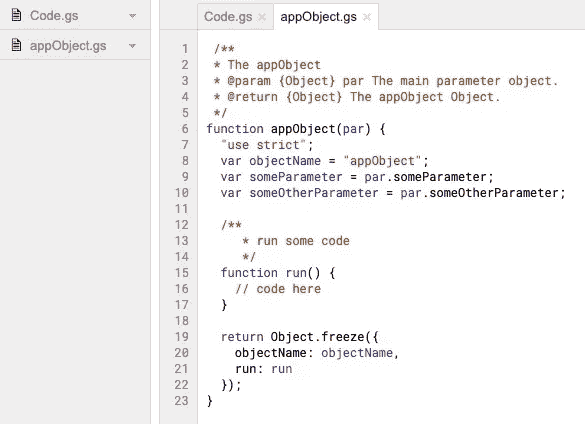 Code.gs
appObject.gs
Code.gs ×
appObject.gs ×
1 /**
2 * The appObject
3 * @param {Object} par The main parameter object.
4 * @return {Object} The appObject Object.
5 */
6 function appObject(par) {
7 "use strict";
8 var objectName = "appObject";
9 var someParameter = par.someParameter;
10 var someOtherParameter = par.someOtherParameter;
11
12 /**
13 * run some code
14 */
15 function run() {
16 // code here
17 }
18
19 return Object.freeze({
20 objectName: objectName,
21 run: run
22 });
23 }